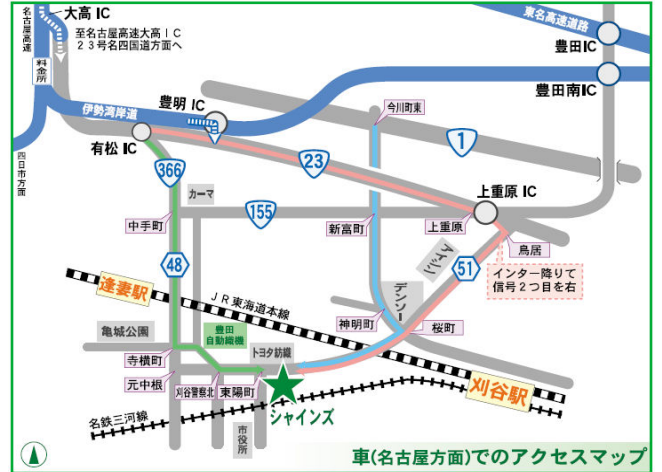 大高 IC
至名古屋高速大高ＩＣ
２３号名四国道方面へ
名古屋高速
料金所
四日市方面
東名高速道路
豊田IC
豊田南IC
伊勢湾岸道
豊明 IC
今川町東
有松 IC
1
23
366
カーマ
155
上重原 IC
中手町
新富町
上重原
鳥居
アイシン
51
インター降りて
信号２つ目を右
48
デンソー
逢妻駅
ＪＲ東海道本線
神明町
桜町
亀城公園
豊田
自動織機
トヨタ紡織
寺横町
元中根
刈谷警察北
東陽町
刈谷駅
シャインズ
名鉄三河線
市役所
車(名古屋方面)でのアクセスマップ